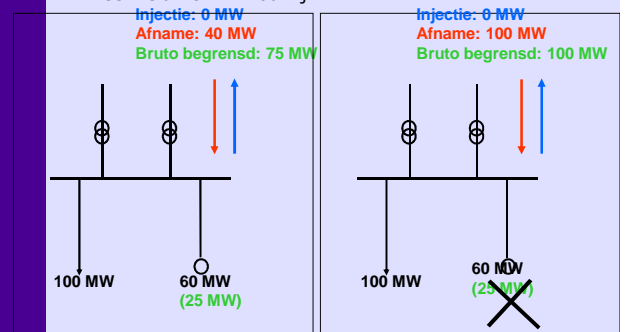 Injectie: 0 MW
Afname: 40 MW
Bruto begrensd: 75 MW
100 MW
60 MW
(25 MW)
Injectie: 0 MW
Afname: 100 MW
Bruto begrensd: 100 MW
100 MW
60 MW
(25 MW)